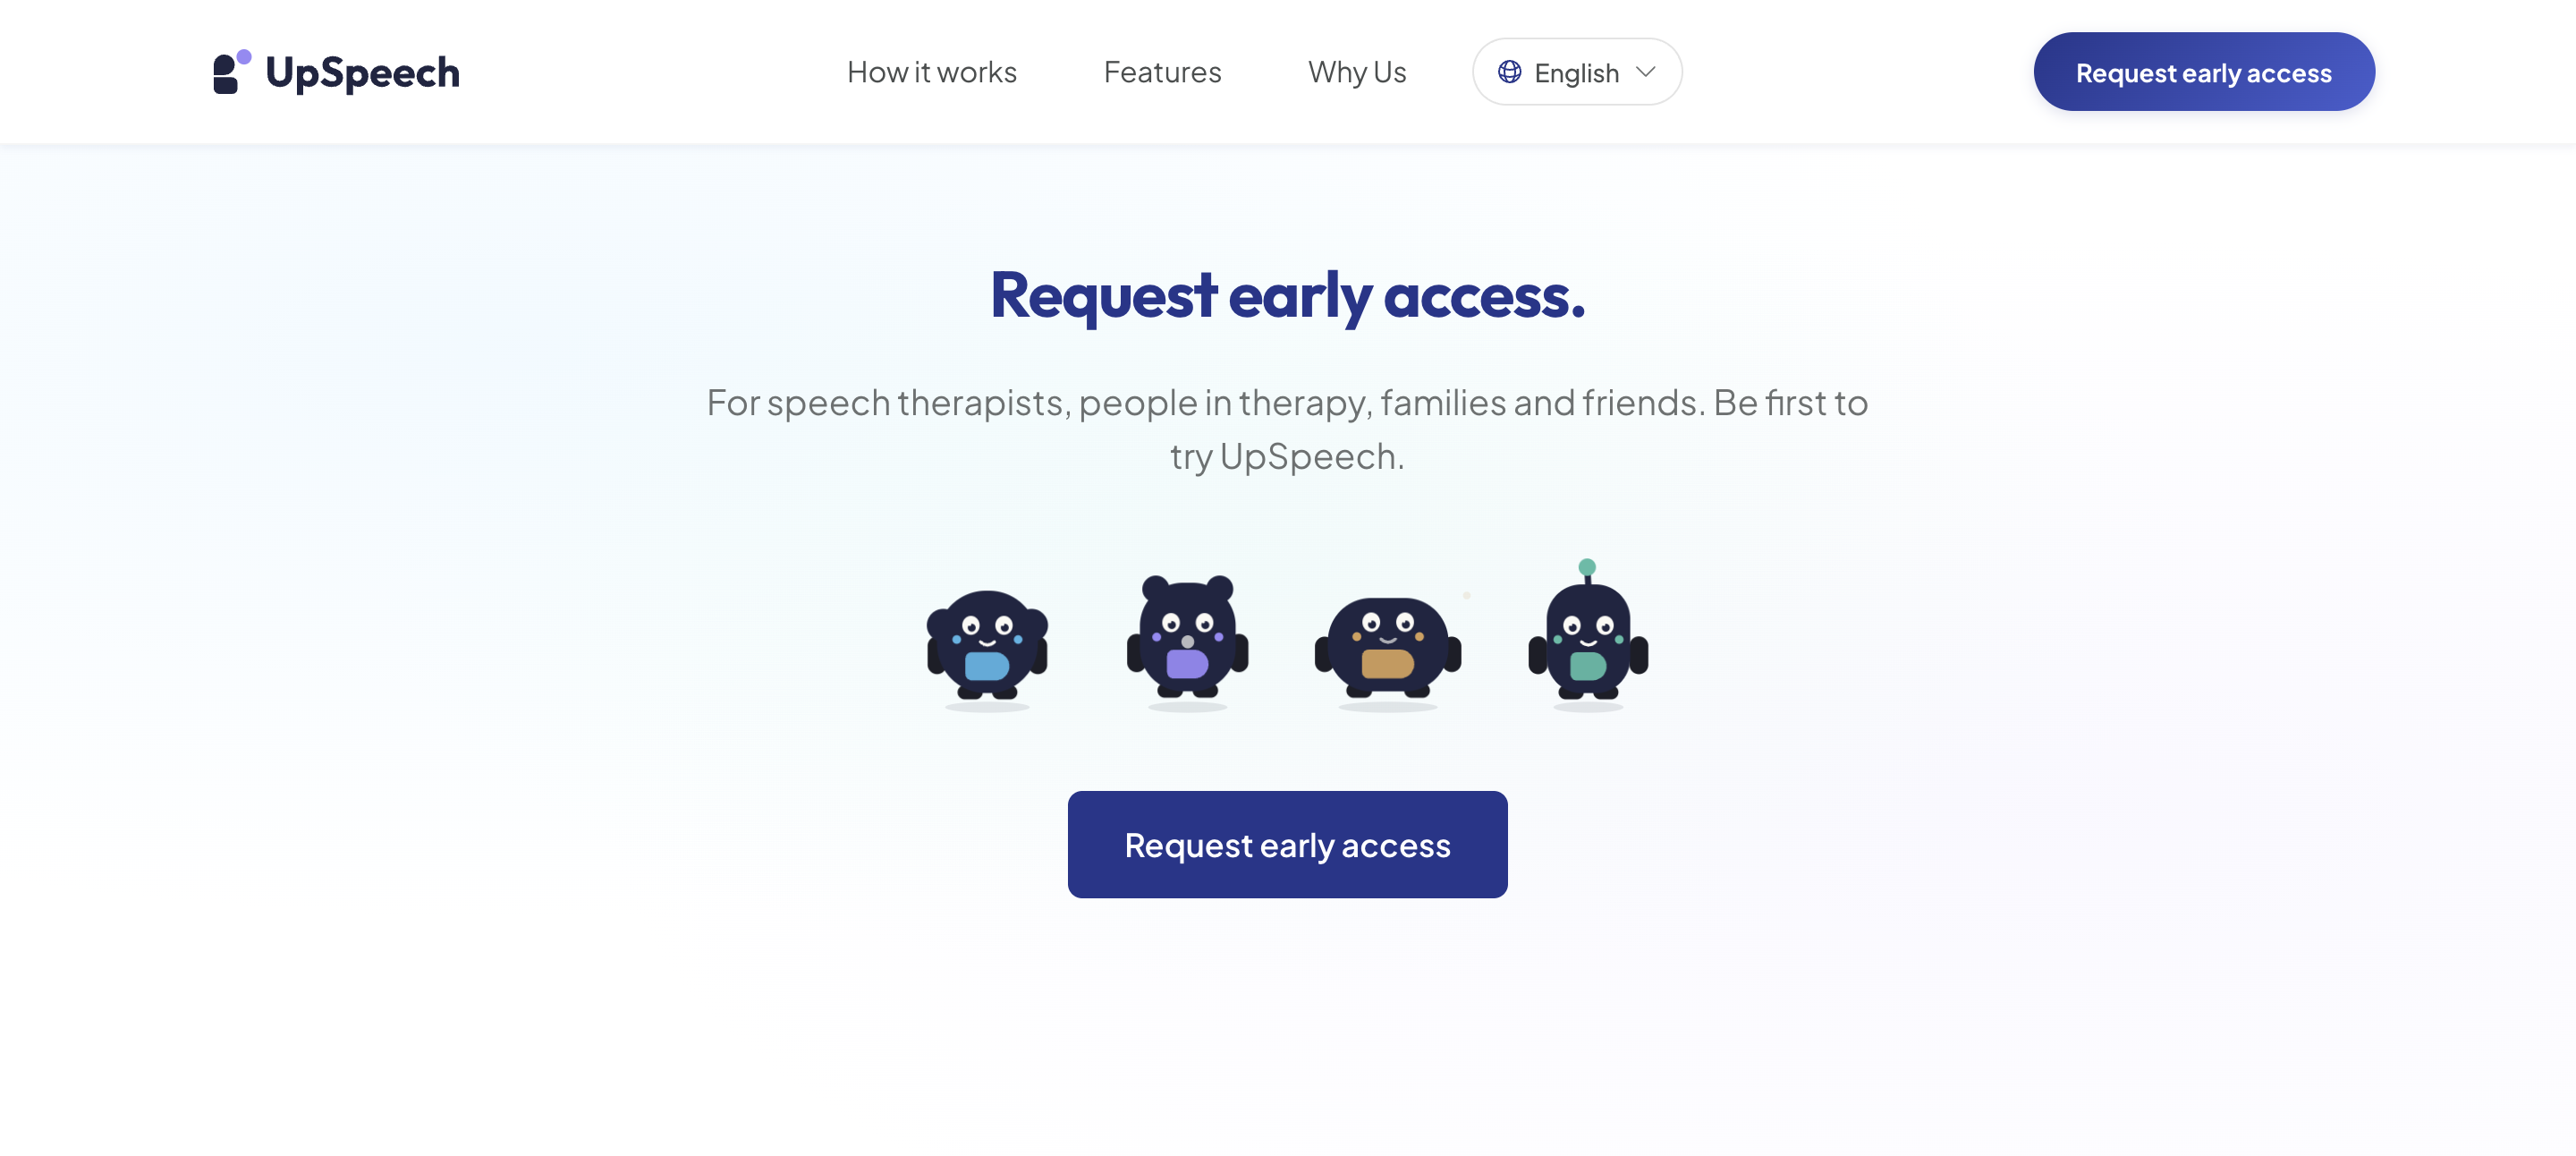 UpSpeech
How it works
Features
Why Us
English
Request early access
Request early access.
For speech therapists, people in therapy, families and friends. Be first to
try UpSpeech.
Request early access